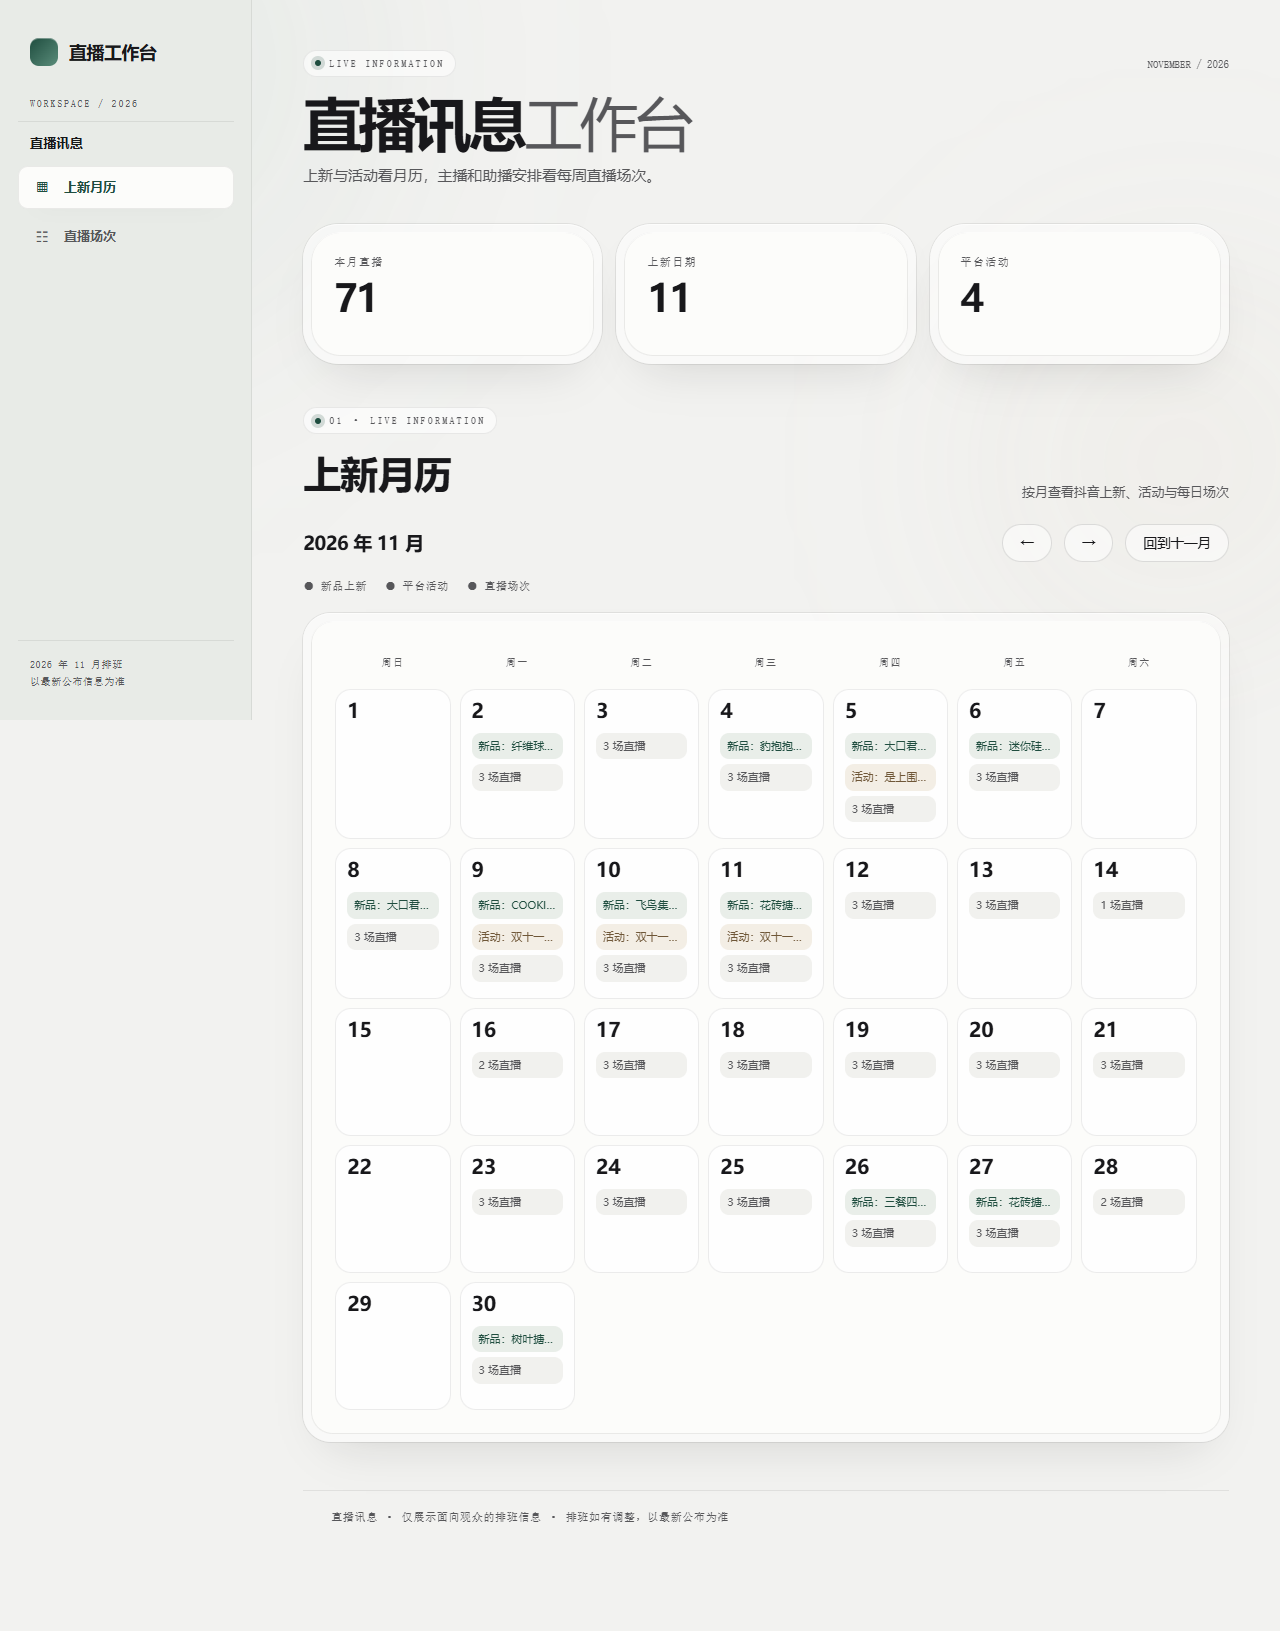 直播工作台
WORKSPACE / 2026
直播讯息
上新月历
直播场次
2026 年 11 月排班
以最新公布信息为准
LIVE INFORMATION
NOVEMBER / 2026
直播讯息工作台
上新与活动看月历，主播和助播安排看每周直播场次。
本月直播
71
上新日期
11
平台活动
4
01 · LIVE INFORMATION
上新月历
按月查看抖音上新、活动与每日场次
2026 年 11 月
← → 回到十一月
新品上新 平台活动 直播场次
周日 周一 周二 周三 周四 周五 周六
1
2
新品：纤维球...
3 场直播
3
3 场直播
4
新品：豹抱抱...
3 场直播
5
新品：大口君...
活动：是上围...
3 场直播
6
新品：迷你硅...
3 场直播
7
8
新品：大口君...
3 场直播
9
新品：COOKI...
活动：双十一...
3 场直播
10
新品：飞鸟集...
活动：双十一...
3 场直播
11
新品：花砖搪...
活动：双十一...
3 场直播
12
3 场直播
13
3 场直播
14
1 场直播
15
16
2 场直播
17
3 场直播
18
3 场直播
19
3 场直播
20
3 场直播
21
3 场直播
22
23
3 场直播
24
3 场直播
25
3 场直播
26
新品：三餐四...
3 场直播
27
新品：花砖搪...
3 场直播
28
2 场直播
29
30
新品：树叶搪...
3 场直播
直播讯息 · 仅展示面向观众的排班信息 · 排班如有调整，以最新公布为准